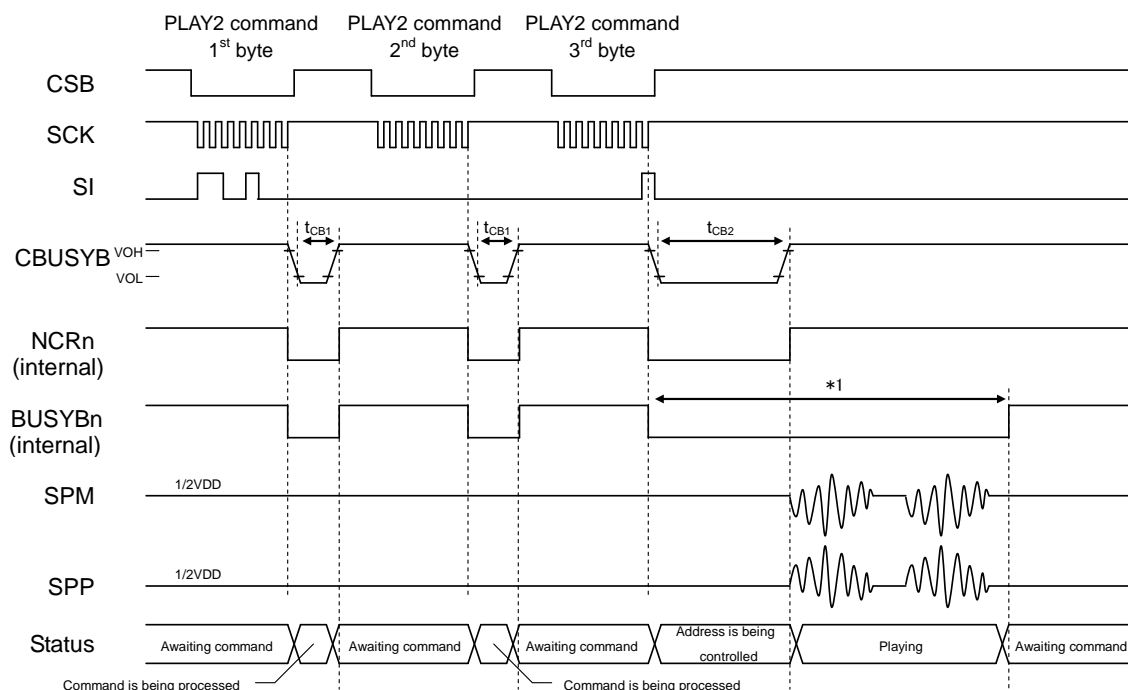 PLAY2 command
1st byte
PLAY2 command
2nd byte
PLAY2 command
3rd byte
CSB
SCK
SI
tCB1
tCB1
tCB2
CBUSYB
VOH
VOL
NCRn
(internal)
*1
BUSYBn
(internal)
SPM
1/2VDD
SPP
1/2VDD
Status
Awaiting command
Awaiting command
Awaiting command
Address is being
controlled
Playing
Awaiting command
Command is being processed
Command is being processed